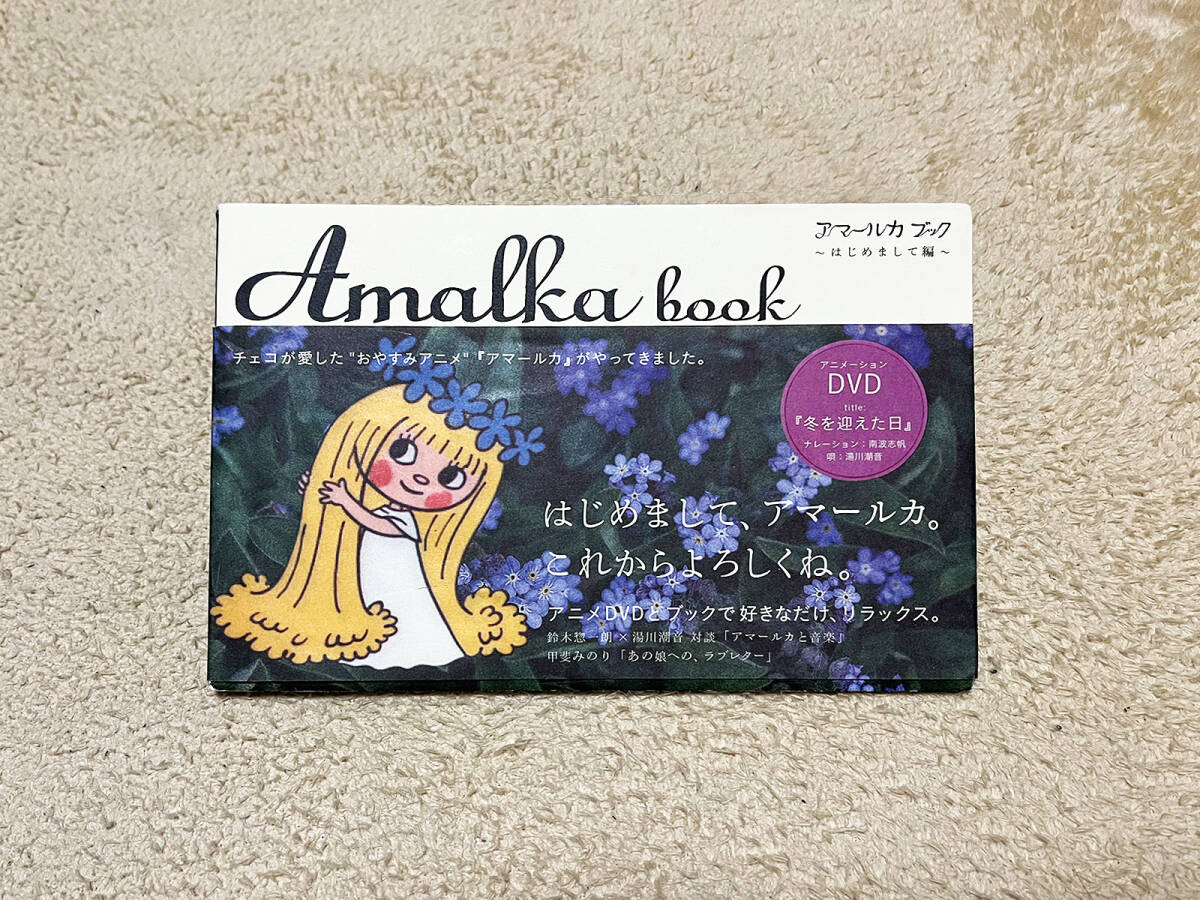 Amalka book
アマールカ ブック
～はじめまして編～
チェコが愛した"おやすみアニメ"『アマールカ』がやってきました。
アニメーション
DVD
title:
『冬を迎えた日』
ナレーション：南波志帆
唄：湯川潮音
はじめまして、アマールカ。
これからよろしくね。
アニメDVDとブックで好きなだけ、リラックス。
鈴木惣一朗×湯川潮音 対談「アマールカと音楽」
甲斐みのり「あの娘への、ラブレター」